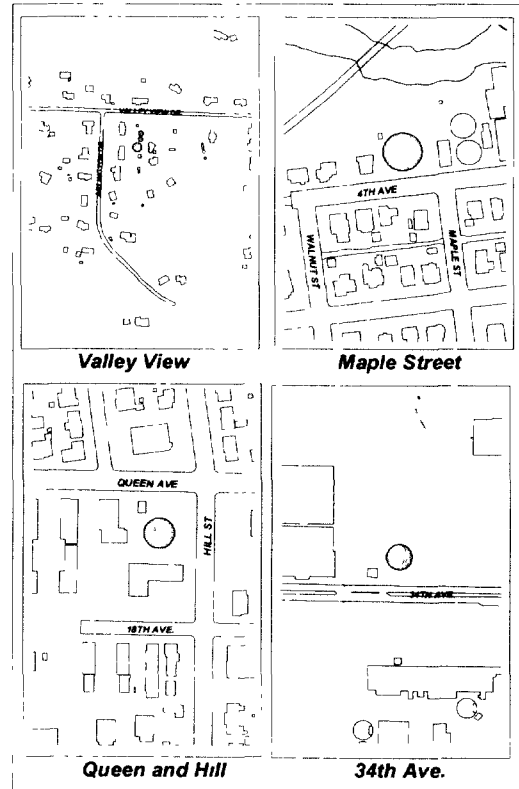 VALLEY VIEW DR
Valley View
4TH AVE
WALNUT ST
MAPLE ST
Maple Street
QUEEN AVE
HILL ST
18TH AVE.
Queen and Hill
34TH AVE.
34th Ave.